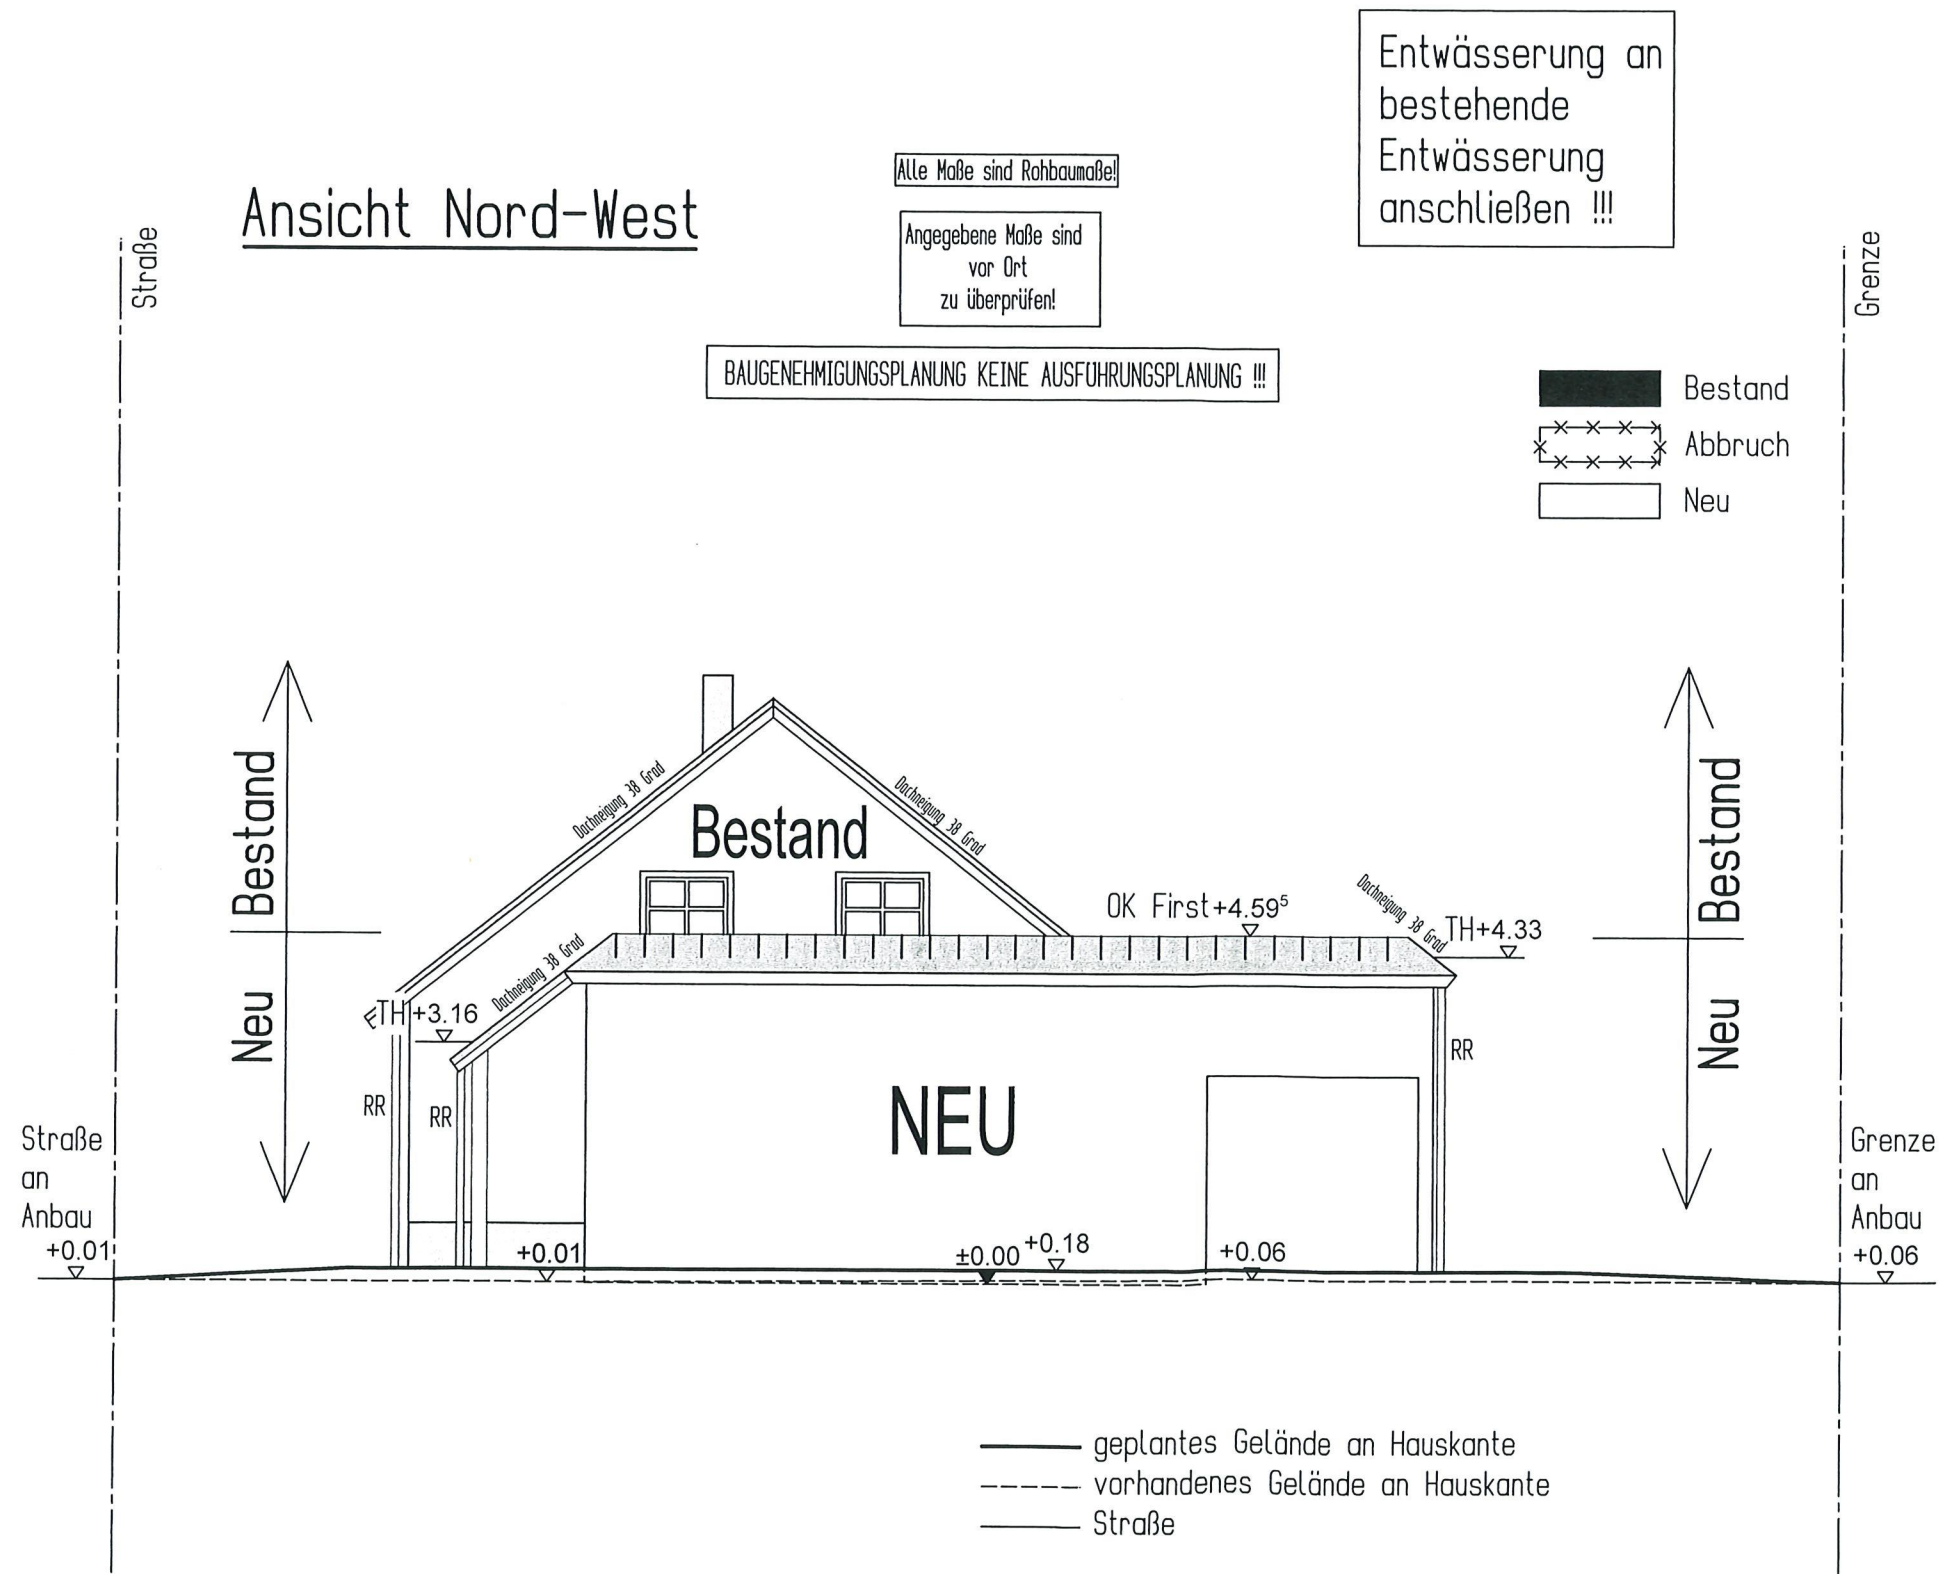 Entwässerung an
bestehende
Entwässerung
anschließen !!!
Alle Maße sind Rohbaumaße!
Ansicht Nord-West
Angegebene Maße sind
vor Ort
zu überprüfen!
Straße
Grenze
BAUGENEHMIGUNGSPLANUNG KEINE AUSFÜHRUNGSPLANUNG !!!
Bestand
Abbruch
Neu
Bestand
Neu
Dachneigung 38 Grad
Dachneigung 38 Grad
Bestand
Bestand
Neu
OK First+4.59⁵
Dachneigung 38 Grad
TH+4.33
Dachneigung 38 Grad
TH+3.16
RR
RR
RR
NEU
Straße
an
Anbau
+0.01
Grenze
an
Anbau
+0.06
+0.01
±0.00
+0.18
+0.06
geplantes Gelände an Hauskante
vorhandenes Gelände an Hauskante
Straße